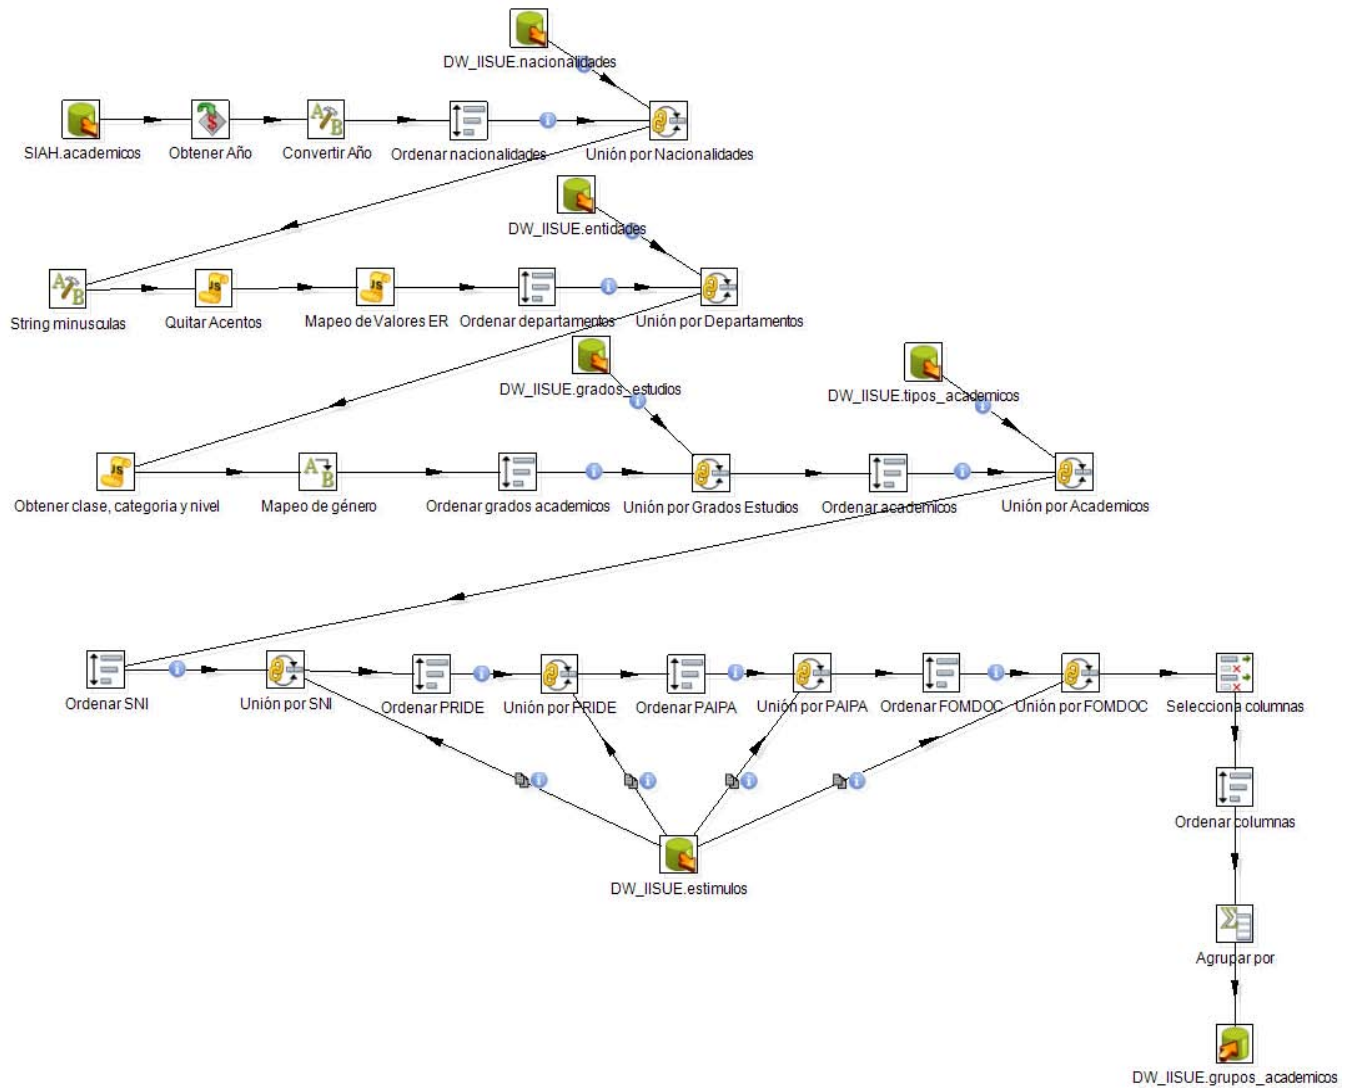 DW_IISUE.nacionalidades
SIAH.academicos
Obtener Año
Convertir Año
Ordenar nacionalidades
Unión por Nacionalidades
DW_IISUE.entidades
String minusculas
Quitar Acentos
Mapeo de Valores ER
Ordenar departamentos
Unión por Departamentos
DW_IISUE.grados_estudios
DW_IISUE.tipos_academicos
Obtener clase, categoria y nivel
Mapeo de género
Ordenar grados academicos
Unión por Grados Estudios
Ordenar academicos
Unión por Academicos
Ordenar SNI
Unión por SNI
Ordenar PRIDE
Unión por PRIDE
Ordenar PAIPA
Unión por PAIPA
Ordenar FOMDOC
Unión por FOMDOC
Selecciona columnas
Ordenar columnas
DW_IISUE.estimulos
Agrupar por
DW_IISUE.grupos_academicos